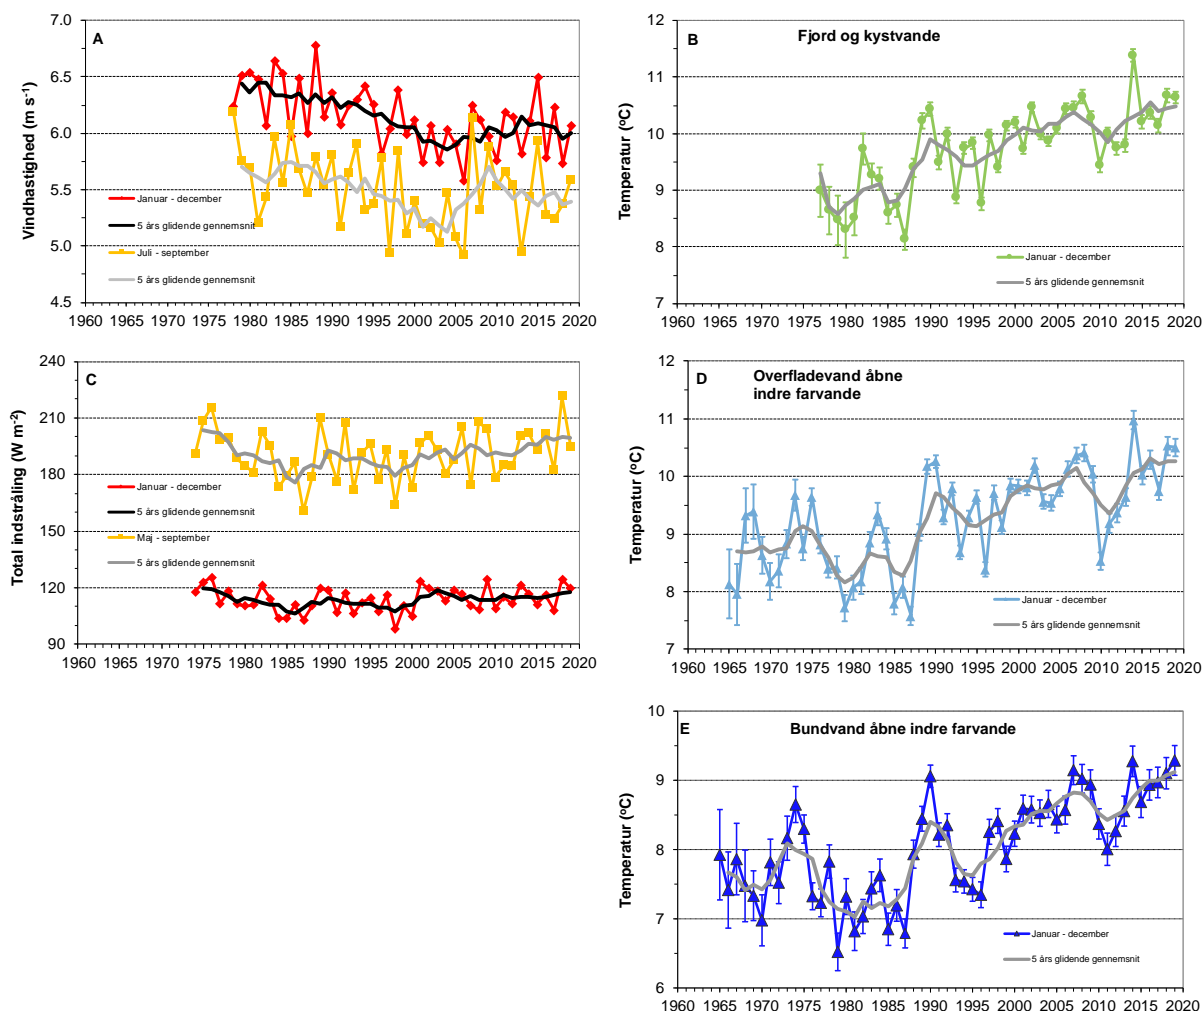 A
Vindhastighed (m s⁻¹)
7.0
6.5
6.0
5.5
5.0
4.5
Januar - december
5 års glidende gennemsnit
Juli - september
5 års glidende gennemsnit
1960 1965 1970 1975 1980 1985 1990 1995 2000 2005 2010 2015 2020
B
Fjord og kystvande
Temperatur (°C)
12
11
10
9
8
7
Januar - december
5 års glidende gennemsnit
1960 1965 1970 1975 1980 1985 1990 1995 2000 2005 2010 2015 2020
C
Total indstråling (W m⁻²)
240
210
180
150
120
90
Januar - december
5 års glidende gennemsnit
Maj - september
5 års glidende gennemsnit
1960 1965 1970 1975 1980 1985 1990 1995 2000 2005 2010 2015 2020
D
Overfladevand åbne
indre farvande
Temperatur (°C)
12
11
10
9
8
7
Januar - december
5 års glidende gennemsnit
1960 1965 1970 1975 1980 1985 1990 1995 2000 2005 2010 2015 2020
E
Bundvand åbne indre farvande
Temperatur (°C)
10
9
8
7
6
Januar - december
5 års glidende gennemsnit
1960 1965 1970 1975 1980 1985 1990 1995 2000 2005 2010 2015 2020